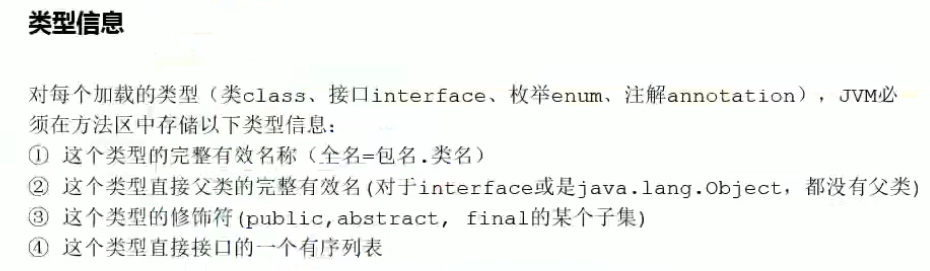 类型信息
对每个加载的类型（类class、接口interface、枚举enum、注解annotation），JVM必
须在方法区中存储以下类型信息：
① 这个类型的完整有效名称（全名=包名.类名）
② 这个类型直接父类的完整有效名(对于interface或是java.lang.Object，都没有父类)
③ 这个类型的修饰符(public,abstract, final的某个子集)
④ 这个类型直接接口的一个有序列表